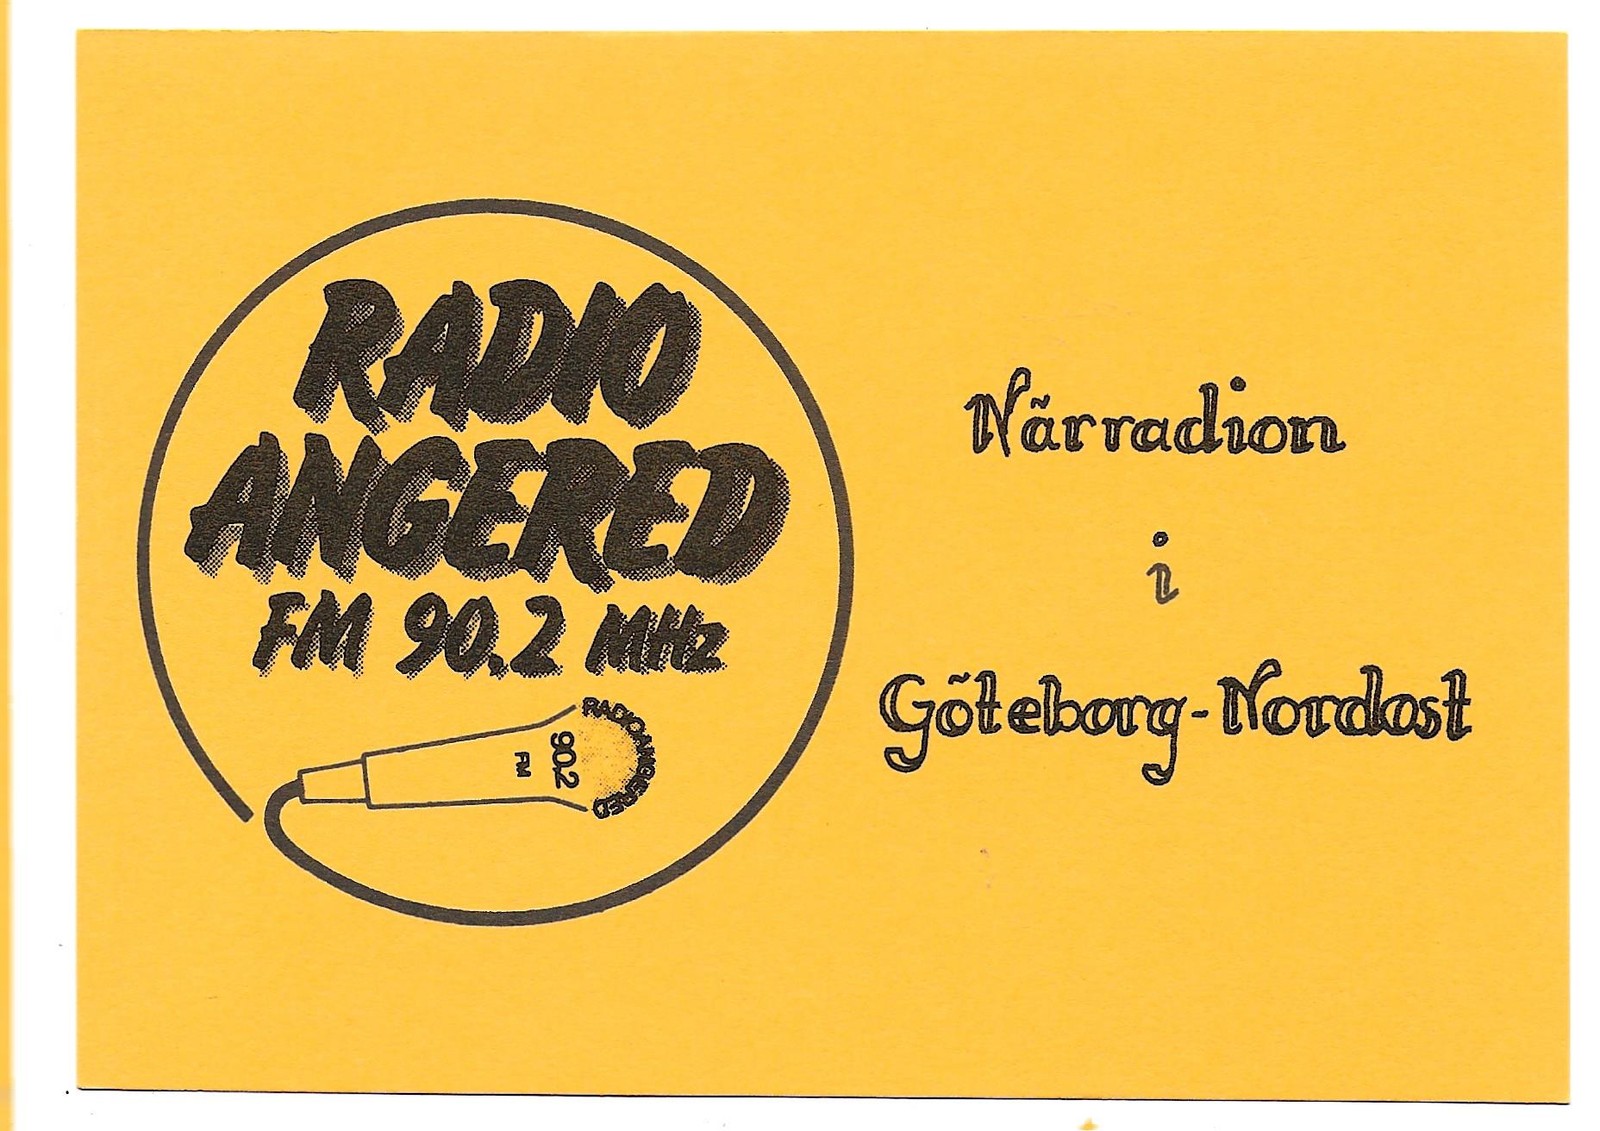 RADIO
ANGERED
FM 90.2 MHz
RADIO ANGERED
90.2
FM
Närradion
i
Göteborg-Nordost